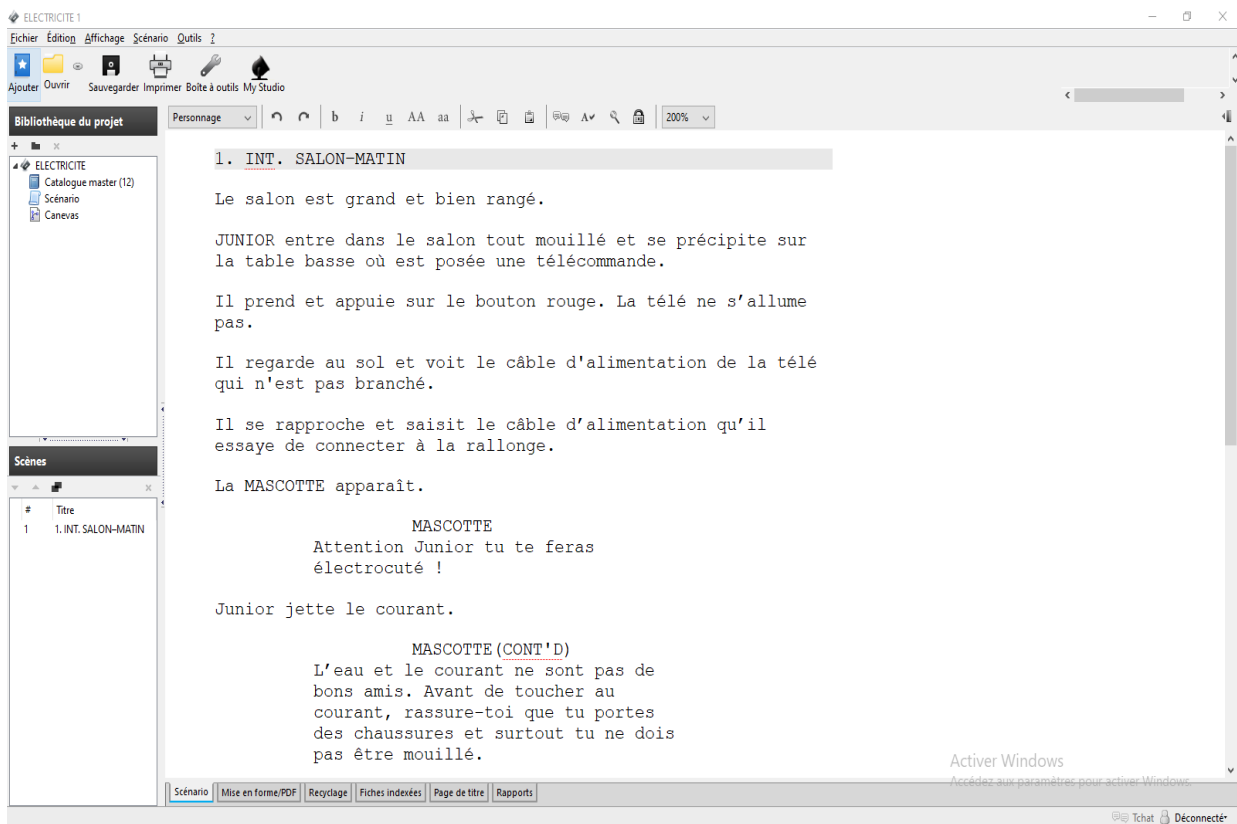 ELECTRICITE 1
Fichier Édition Affichage Scénario Outils ?
Ajouter Ouvrir Sauvegarder Imprimer Boîte à outils My Studio
Bibliothèque du projet
Personnage
b i u AA aa
200%
ELECTRICITE
Catalogue master (12)
Scénario
Canevas
Scènes
# Titre
1 1. INT. SALON-MATIN
1. INT. SALON-MATIN
Le salon est grand et bien rangé.
JUNIOR entre dans le salon tout mouillé et se précipite sur
la table basse où est posée une télécommande.
Il prend et appuie sur le bouton rouge. La télé ne s’allume
pas.
Il regarde au sol et voit le câble d'alimentation de la télé
qui n'est pas branché.
Il se rapproche et saisit le câble d’alimentation qu’il
essaye de connecter à la rallonge.
La MASCOTTE apparaît.
MASCOTTE
Attention Junior tu te feras
électrocuté !
Junior jette le courant.
MASCOTTE(CONT'D)
L’eau et le courant ne sont pas de
bons amis. Avant de toucher au
courant, rassure-toi que tu portes
des chaussures et surtout tu ne dois
pas être mouillé.
Activer Windows
Accédez aux paramètres pour activer Windows.
Scénario Mise en forme/PDF Recyclage Fiches indexées Page de titre Rapports
Tchat Déconnecté